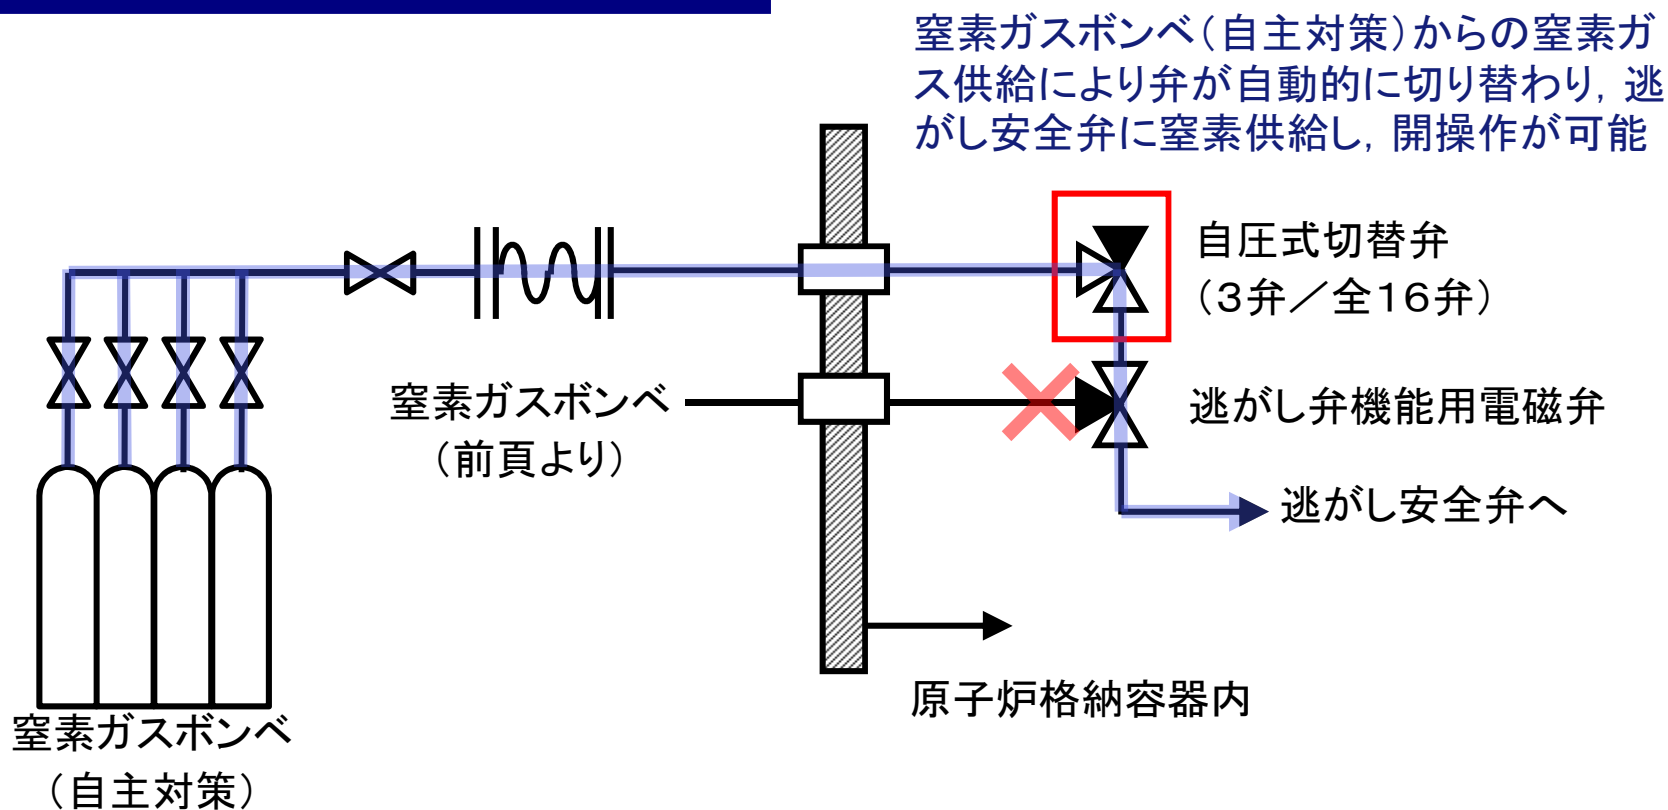 窒素ガスボンベ（自主対策）からの窒素ガ
ス供給により弁が自動的に切り替わり，逃
がし安全弁に窒素供給し，開操作が可能
自圧式切替弁
（３弁／全１６弁）
窒素ガスボンベ
（前頁より）
逃がし弁機能用電磁弁
逃がし安全弁へ
原子炉格納容器内
窒素ガスボンベ
（自主対策）